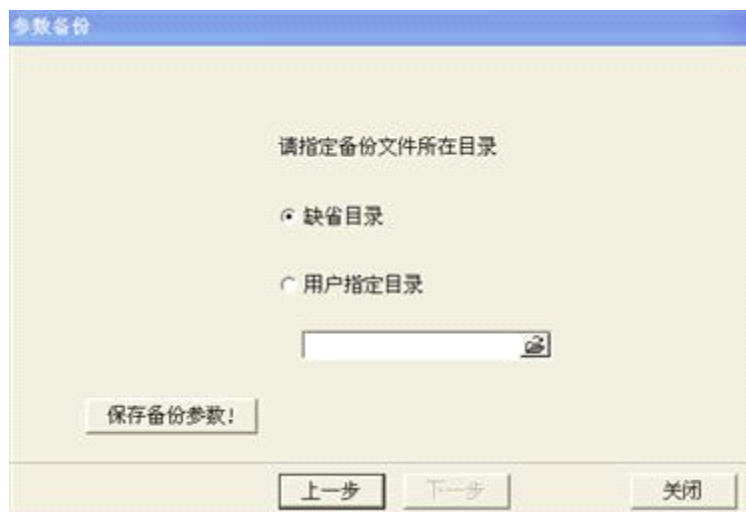 参数备份
请指定备份文件所在目录
缺省目录
用户指定目录
保存备份参数!
上一步 下一步 关闭